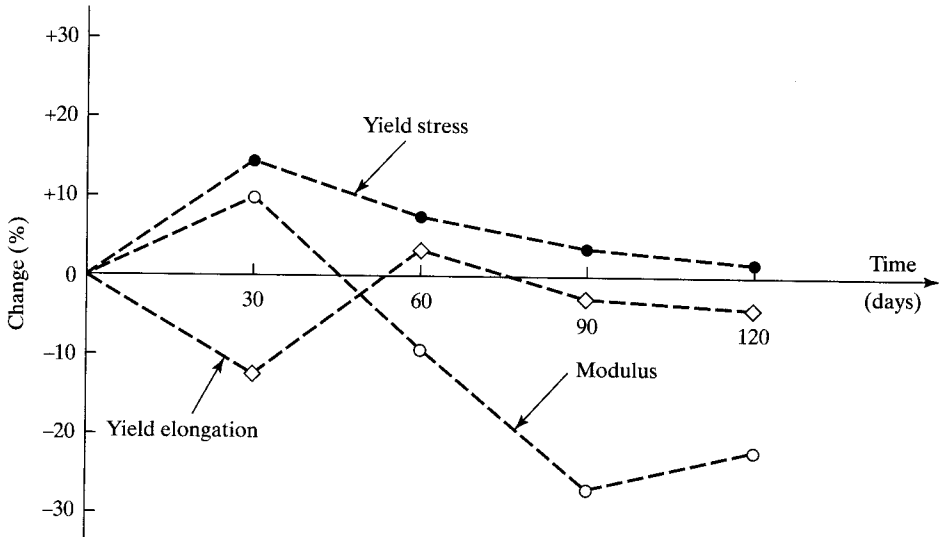 +30
+20
+10
0
−10
−20
−30
Change (%)
Yield stress
Yield elongation
Modulus
30
60
90
120
Time
(days)